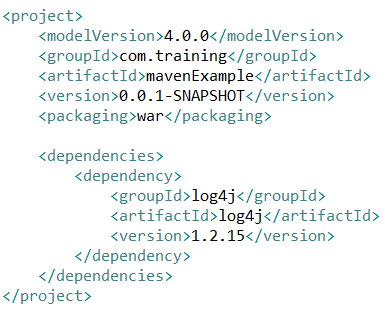 <project>
    <modelVersion>4.0.0</modelVersion>
    <groupId>com.training</groupId>
    <artifactId>mavenExample</artifactId>
    <version>0.0.1-SNAPSHOT</version>
    <packaging>war</packaging>

    <dependencies>
        <dependency>
            <groupId>log4j</groupId>
            <artifactId>log4j</artifactId>
            <version>1.2.15</version>
        </dependency>
    </dependencies>
</project>